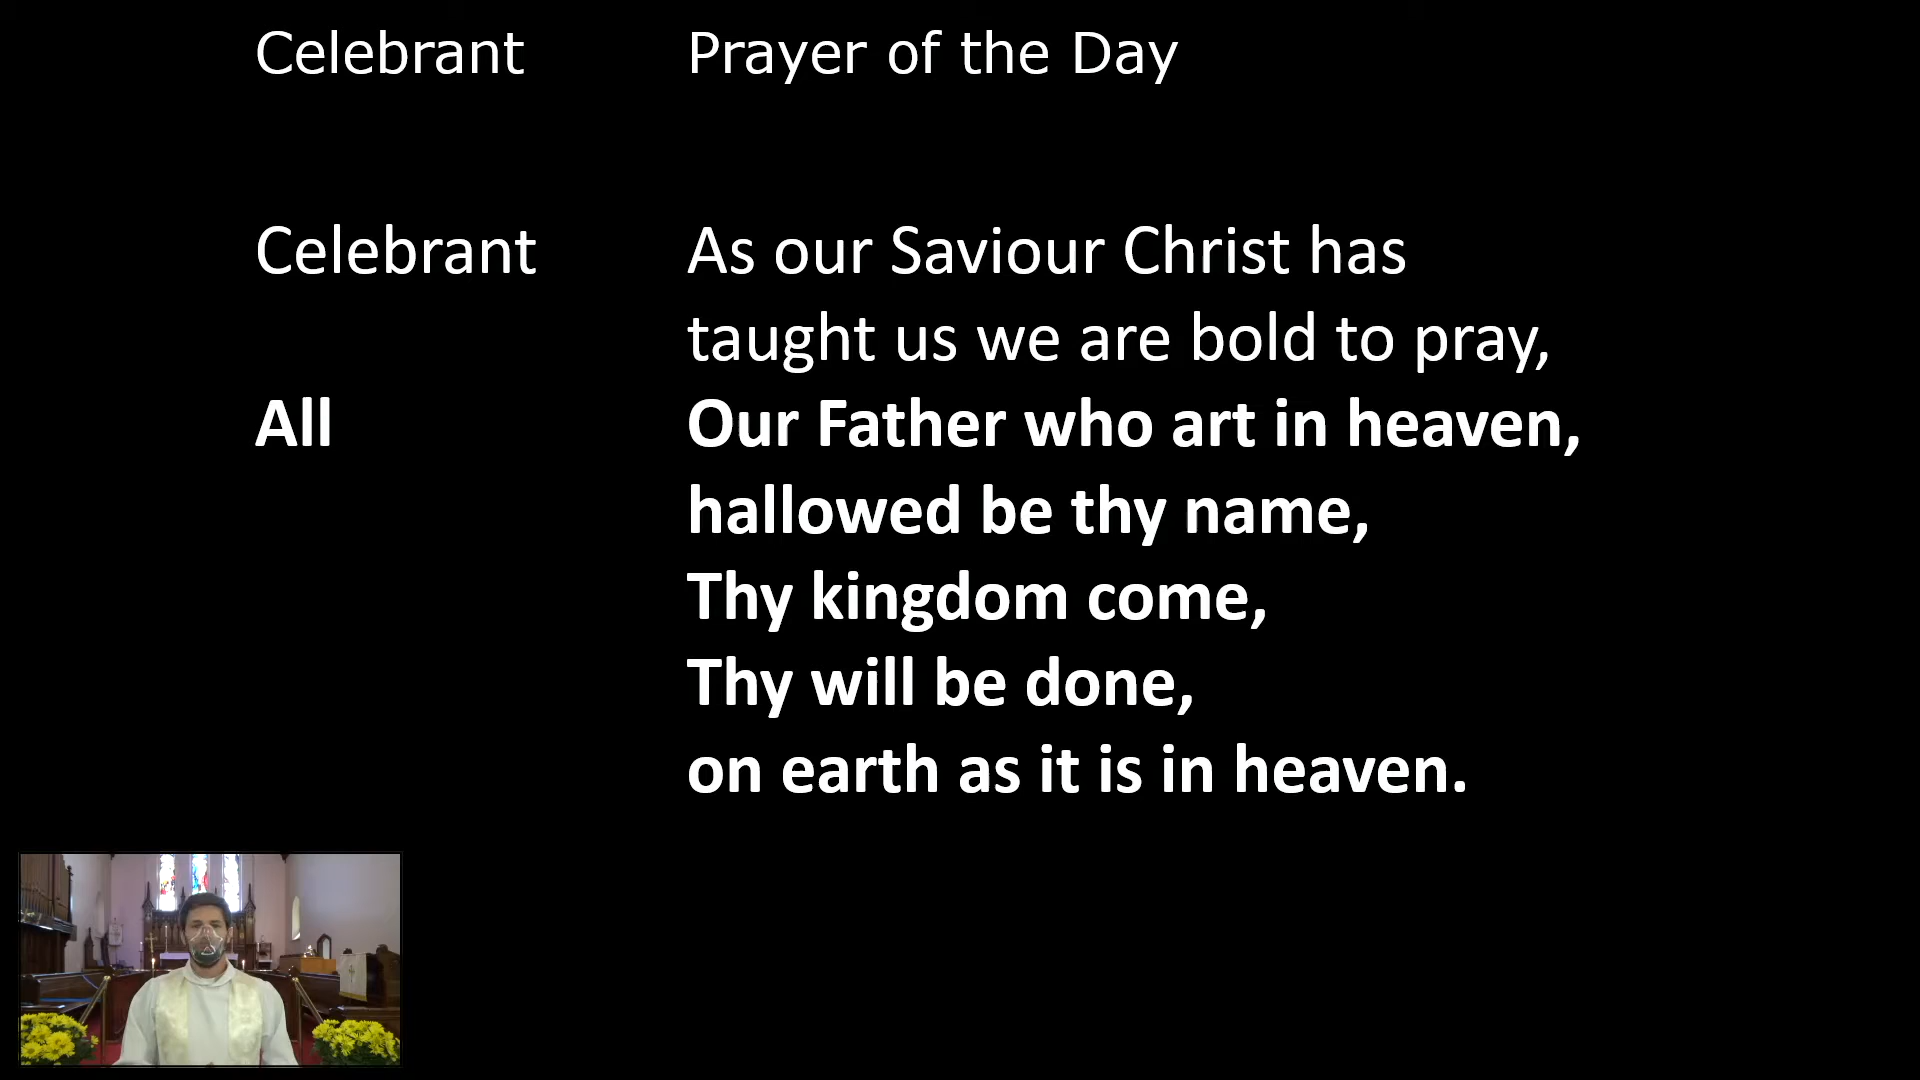 Celebrant Prayer of the Day
Celebrant As our Saviour Christ has
taught us we are bold to pray,
All Our Father who art in heaven,
hallowed be thy name,
Thy kingdom come,
Thy will be done,
on earth as it is in heaven.